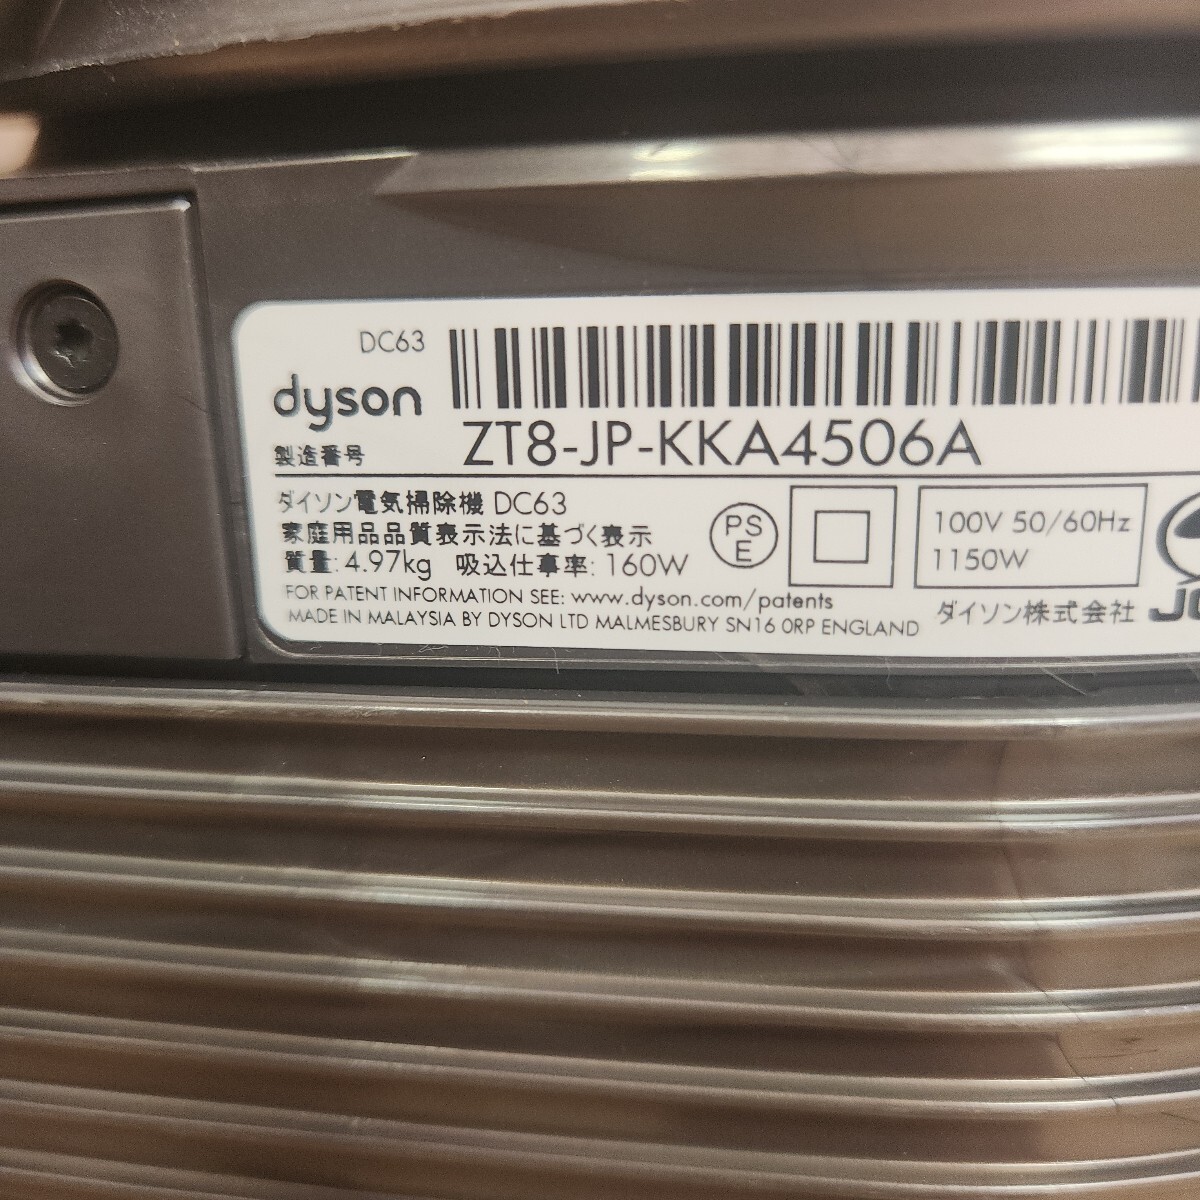 DC63
dyson
製造番号 ZT8-JP-KKA4506A
ダイソン電気掃除機 DC63
家庭用品品質表示法に基づく表示
質量: 4.97kg 吸込仕事率: 160W
PS
E
100V 50/60Hz
1150W
FOR PATENT INFORMATION SEE: www.dyson.com/patents
MADE IN MALAYSIA BY DYSON LTD MALMESBURY SN16 0RP ENGLAND
ダイソン株式会社